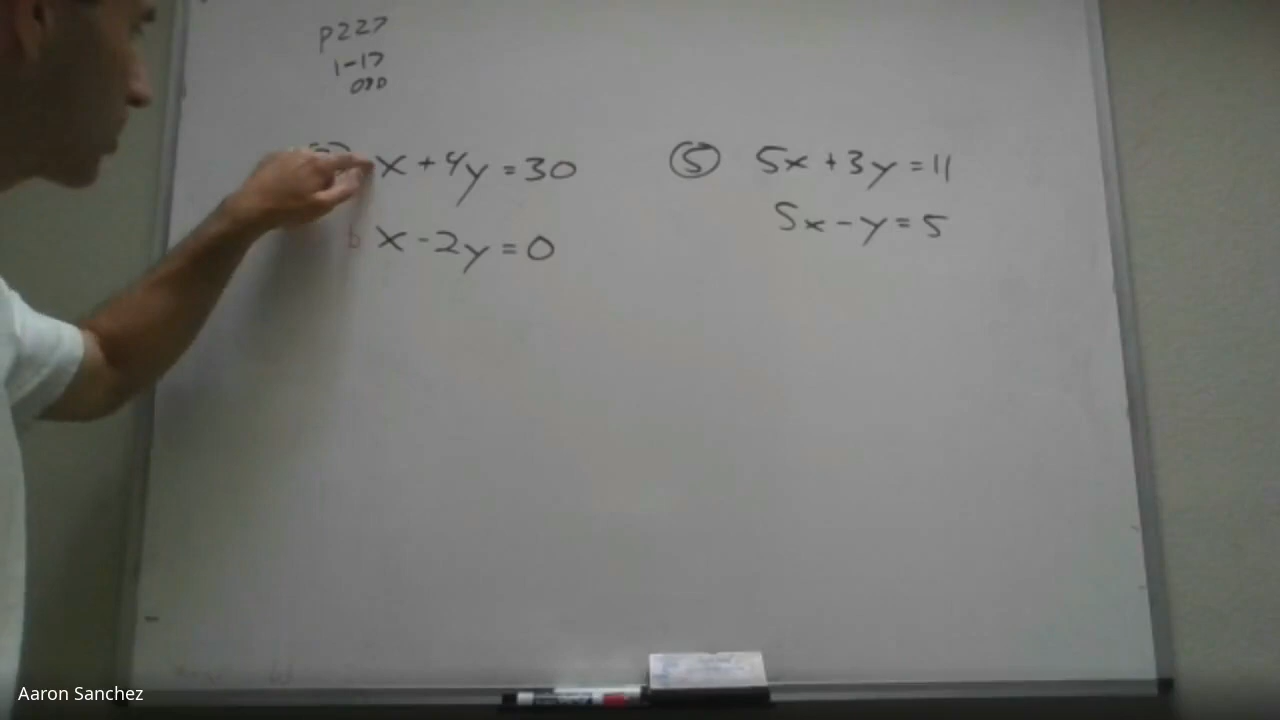 p227
1-17
odd
x + 4y = 30
b x - 2y = 0
⑤ 5x + 3y = 11
5x - y = 5
Aaron Sanchez